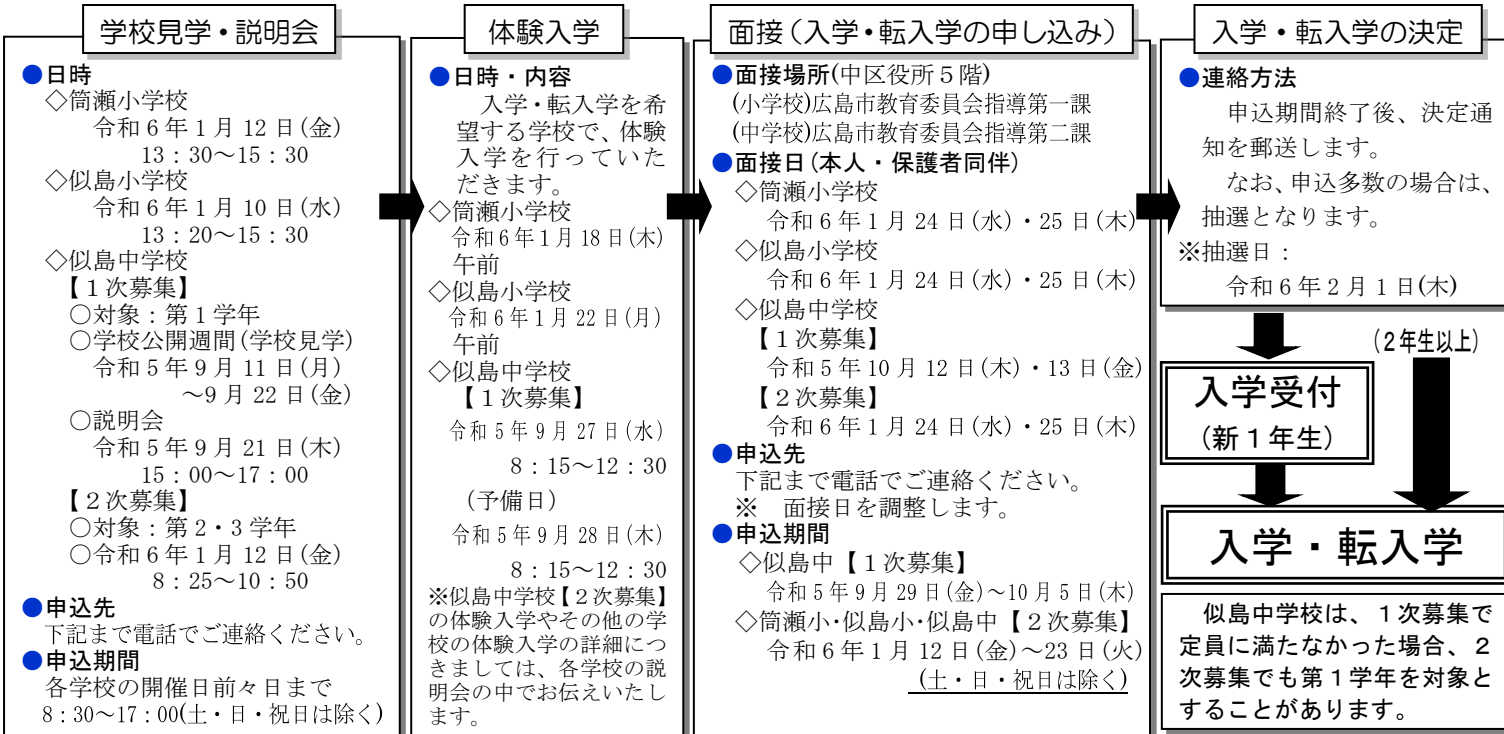 学校見学・説明会
●日時
◇筒瀬小学校
令和6年1月12日(金)
13：30～15：30
◇似島小学校
令和6年1月10日(水)
13：20～15：30
◇似島中学校
【１次募集】
○対象：第1学年
○学校公開週間(学校見学)
令和5年9月11日(月)
～9月22日(金)
○説明会
令和5年9月21日(木)
15：00～17：00
【２次募集】
○対象：第2・3学年
○令和6年1月12日(金)
8：25～10：50
●申込先
下記まで電話でご連絡ください。
●申込期間
各学校の開催日前々日まで
8：30～17：00(土・日・祝日は除く)
体験入学
●日時・内容
入学・転入学を希
望する学校で、体験
入学を行っていた
だきます。
◇筒瀬小学校
令和6年1月18日(木)
午前
◇似島小学校
令和6年1月22日(月)
午前
◇似島中学校
【１次募集】
令和5年9月27日(水)
8：15～12：30
(予備日)
令和5年9月28日(木)
8：15～12：30
※似島中学校【２次募集】
の体験入学やその他の学
校の体験入学の詳細につ
きましては、各学校の説
明会の中でお伝えいたし
ます。
面接(入学・転入学の申し込み)
●面接場所(中区役所５階)
(小学校)広島市教育委員会指導第一課
(中学校)広島市教育委員会指導第二課
●面接日(本人・保護者同伴)
◇筒瀬小学校
令和6年1月24日(水)・25日(木)
◇似島小学校
令和6年1月24日(水)・25日(木)
◇似島中学校
【１次募集】
令和5年10月12日(木)・13日(金)
【２次募集】
令和6年1月24日(水)・25日(木)
●申込先
下記まで電話でご連絡ください。
※　面接日を調整します。
●申込期間
◇似島中【１次募集】
令和5年9月29日(金)～10月5日(木)
◇筒瀬小・似島小・似島中【２次募集】
令和6年1月12日(金)～23日(火)
(土・日・祝日は除く)
入学・転入学の決定
●連絡方法
申込期間終了後、決定通
知を郵送します。
なお、申込多数の場合は、
抽選となります。
※抽選日：
令和6年2月1日(木)
(２年生以上)
入学受付
(新１年生)
入学・転入学
似島中学校は、１次募集で
定員に満たなかった場合、２
次募集でも第１学年を対象と
することがあります。